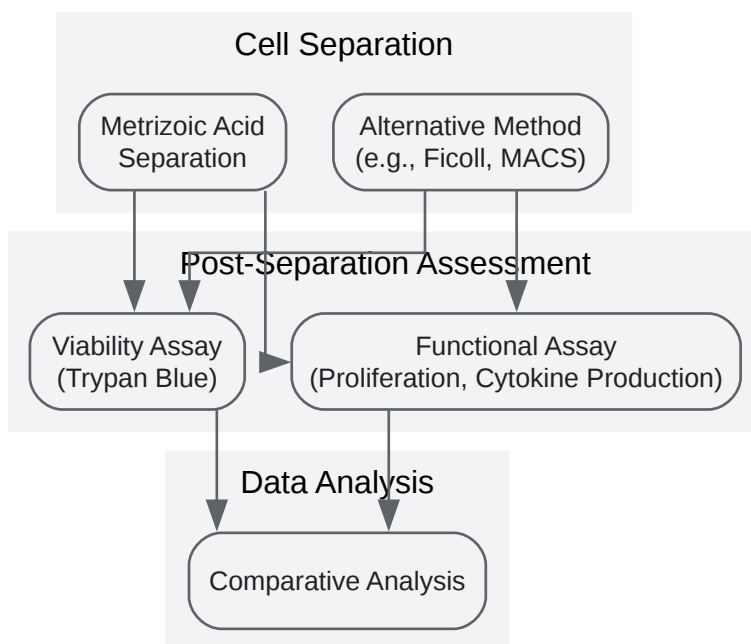 Cell Separation
Metrizoic Acid
Separation
Alternative Method
(e.g., Ficoll, MACS)
Post-Separation Assessment
Viability Assay
(Trypan Blue)
Functional Assay
(Proliferation, Cytokine Production)
Data Analysis
Comparative Analysis